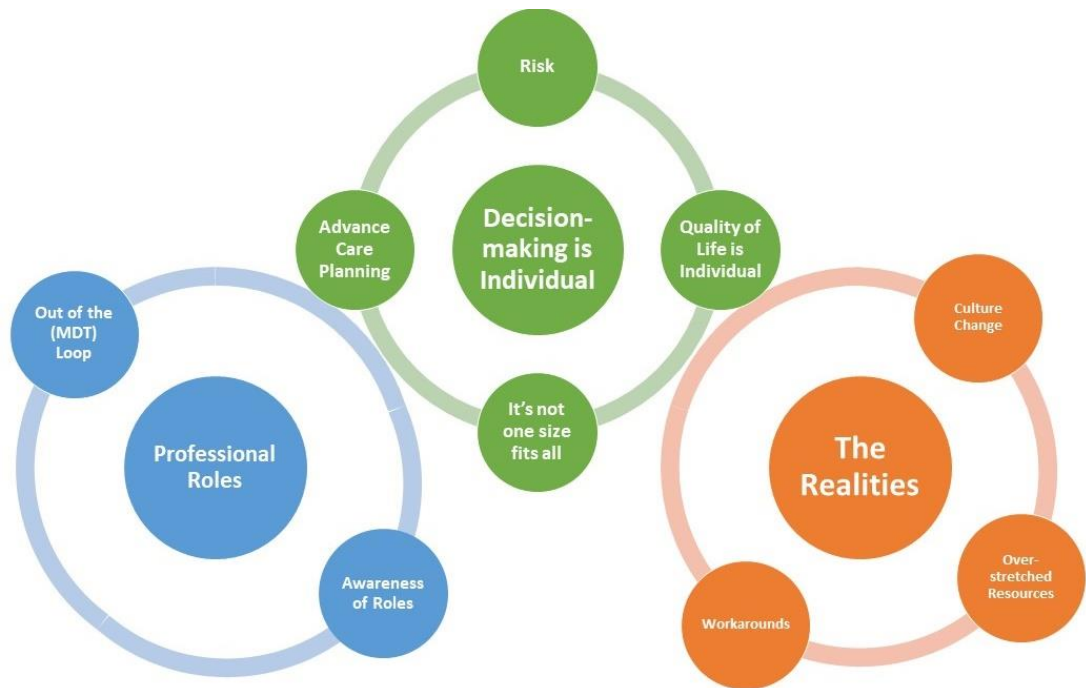 Risk
Advance
Care
Planning
Decision-
making is
Individual
Quality of
Life is
Individual
It's not
one size
fits all
Out of the
(MDT)
Loop
Professional
Roles
Awareness
of Roles
Culture
Change
The
Realities
Over-
stretched
Resources
Workarounds